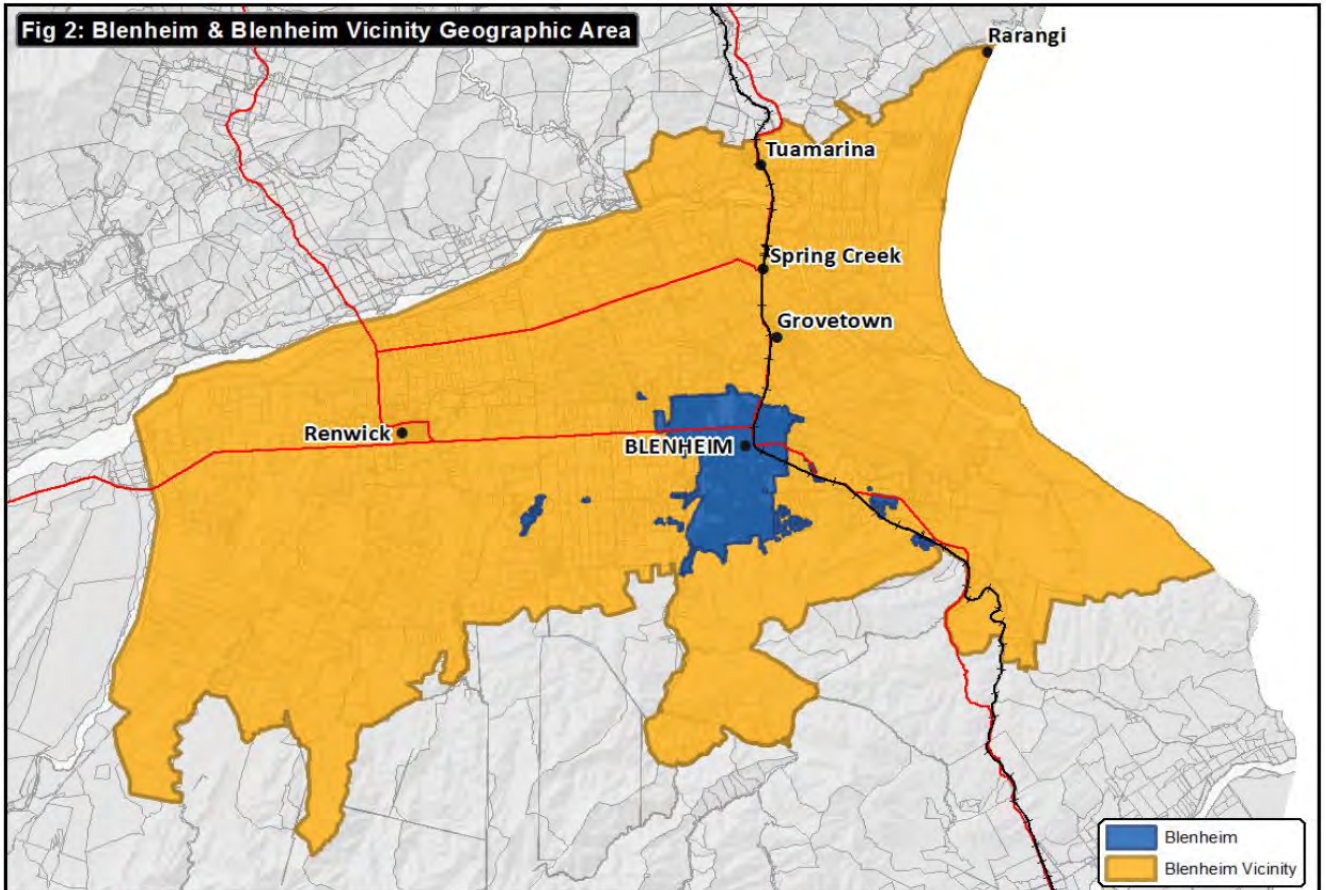 Fig 2: Blenheim & Blenheim Vicinity Geographic Area
Rarangi
Tuamarina
Spring Creek
Grovetown
Renwick
BLENHEIM
Blenheim
Blenheim Vicinity